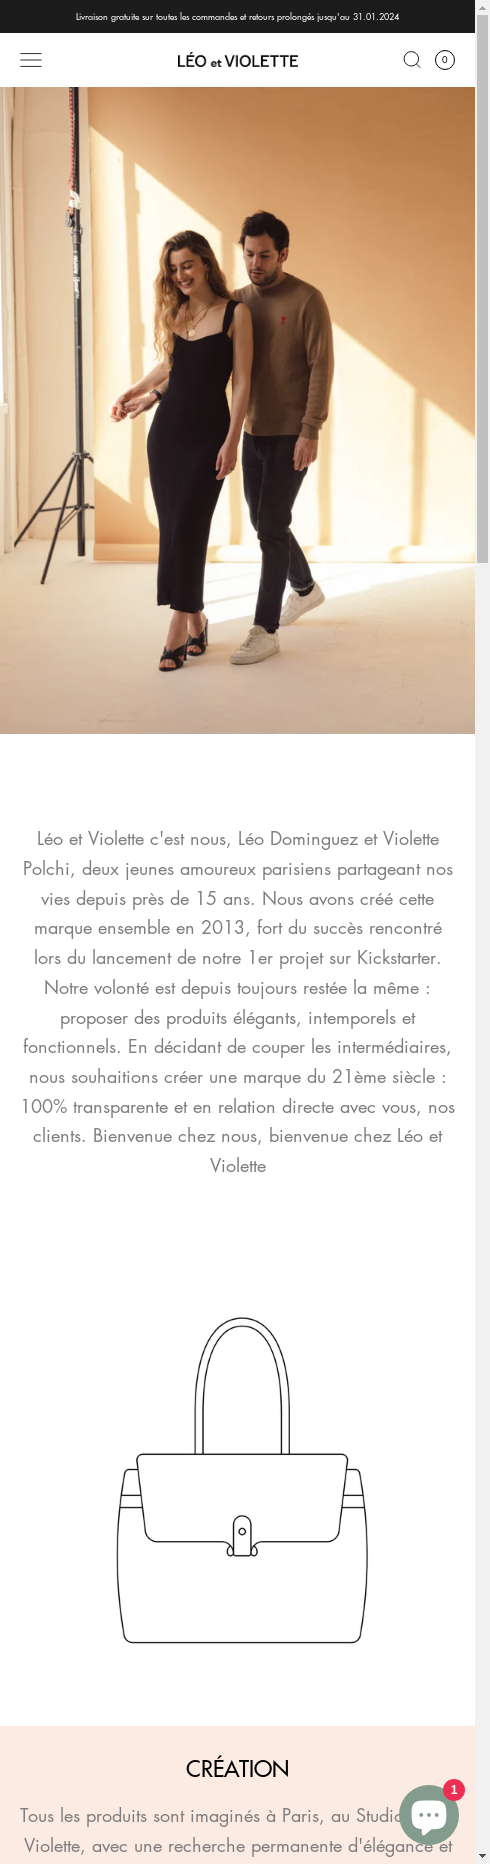 Livraison gratuite sur toutes les commandes et retours prolongés jusqu'au 31.01.2024
LÉO et VIOLETTE
0
Léo et Violette c'est nous, Léo Dominguez et Violette
Polchi, deux jeunes amoureux parisiens partageant nos
vies depuis près de 15 ans. Nous avons créé cette
marque ensemble en 2013, fort du succès rencontré
lors du lancement de notre 1er projet sur Kickstarter.
Notre volonté est depuis toujours restée la même :
proposer des produits élégants, intemporels et
fonctionnels. En décidant de couper les intermédiaires,
nous souhaitions créer une marque du 21ème siècle :
100% transparente et en relation directe avec vous, nos
clients. Bienvenue chez nous, bienvenue chez Léo et
Violette
CRÉATION
1
Tous les produits sont imaginés à Paris, au Studio
Violette, avec une recherche permanente d'élégance et